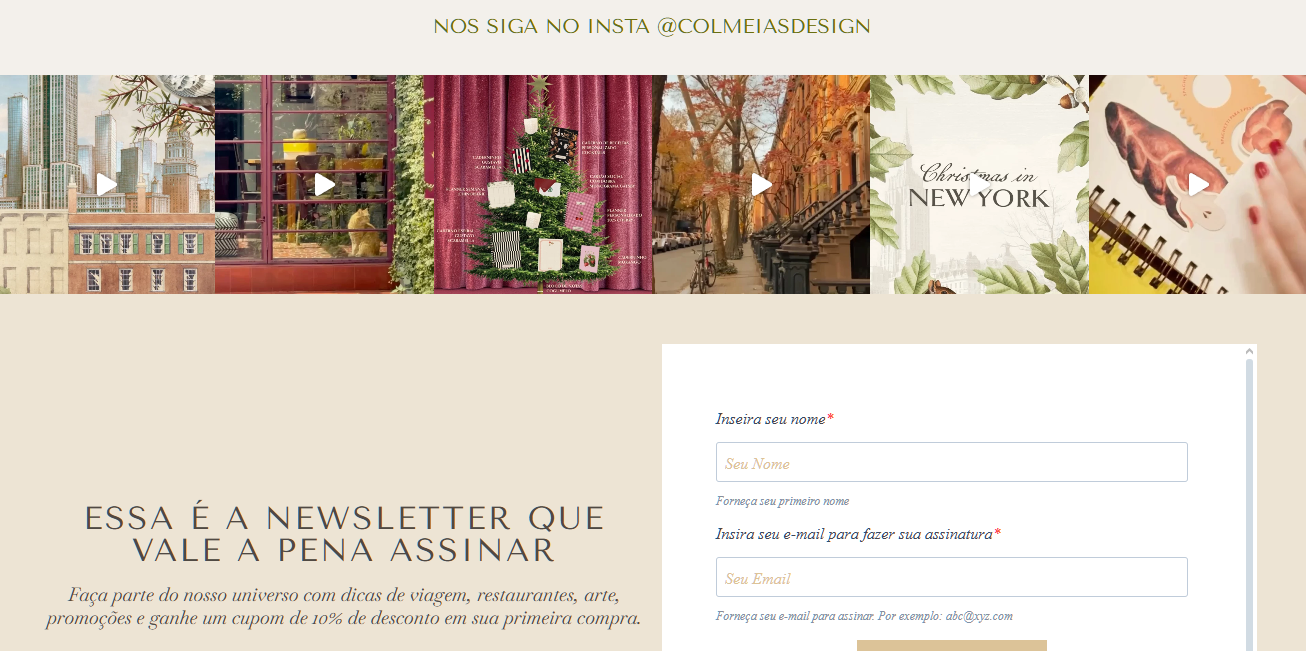 NOS SIGA NO INSTA @COLMEIASDESIGN
Christmas in
NEW YORK
ESSA É A NEWSLETTER QUE
VALE A PENA ASSINAR
Faça parte do nosso universo com dicas de viagem, restaurantes, arte,
promoções e ganhe um cupom de 10% de desconto em sua primeira compra.
Inseira seu nome*
Seu Nome
Forneça seu primeiro nome
Insira seu e-mail para fazer sua assinatura*
Seu Email
Forneça seu e-mail para assinar. Por exemplo: abc@xyz.com